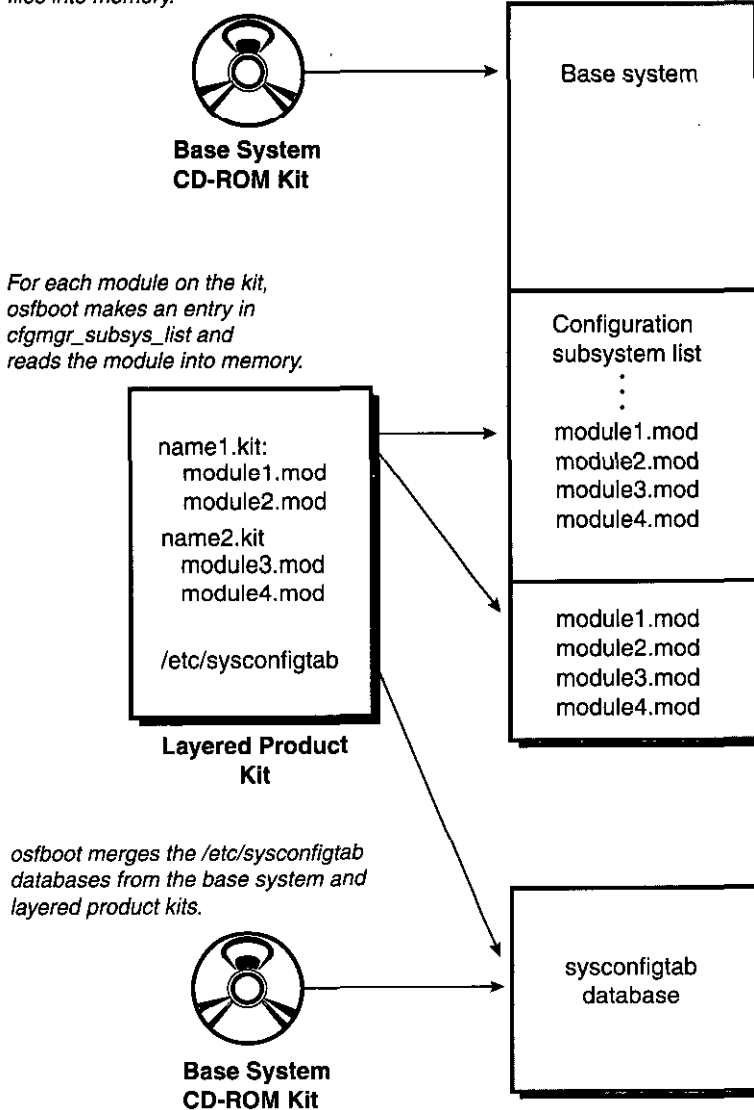 files into memory.
Base system
Base System
CD-ROM Kit
For each module on the kit,
osfboot makes an entry in
cfgmgr_subsys_list and
reads the module into memory.
Configuration
subsystem list
module1.mod
module2.mod
module3.mod
module4.mod
name1.kit:
module1.mod
module2.mod
name2.kit
module3.mod
module4.mod
/etc/sysconfigtab
module1.mod
module2.mod
module3.mod
module4.mod
Layered Product
Kit
osfboot merges the /etc/sysconfigtab
databases from the base system and
layered product kits.
sysconfigtab
database
Base System
CD-ROM Kit